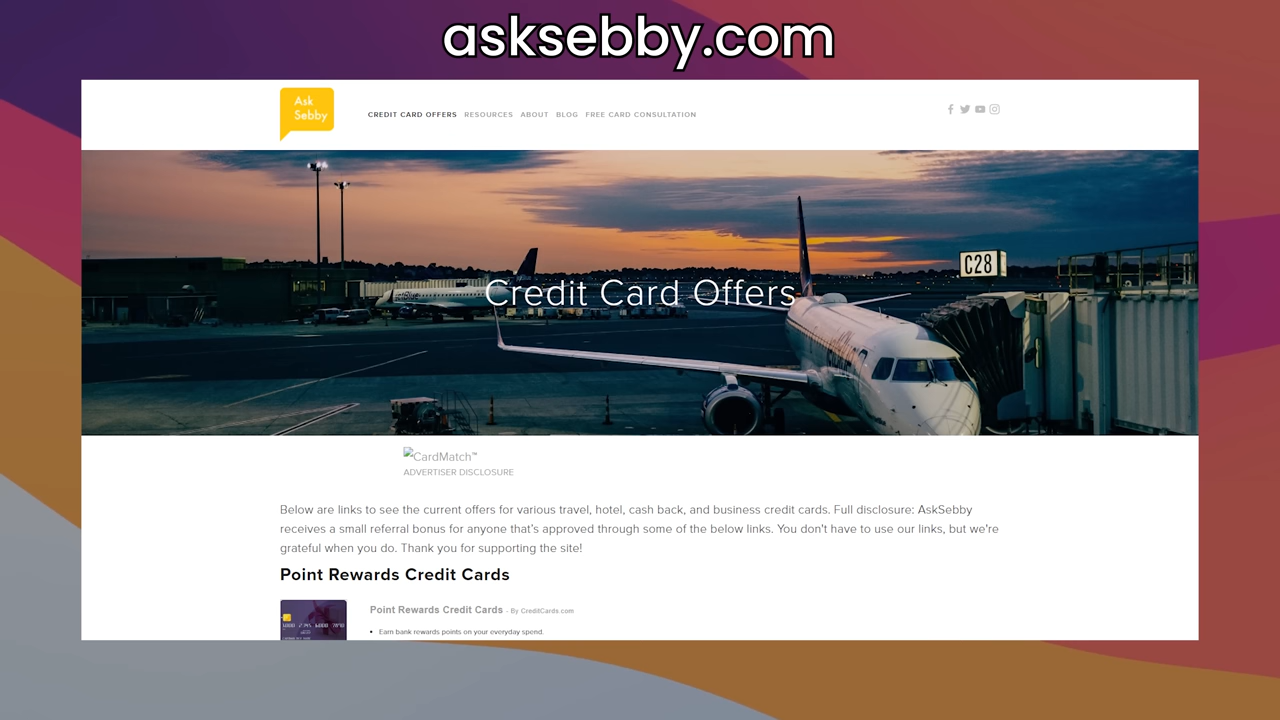 asksebby.com
Ask
Sebby
CREDIT CARD OFFERS RESOURCES ABOUT BLOG FREE CARD CONSULTATION
C28
Credit Card Offers
CardMatch™
ADVERTISER DISCLOSURE
Below are links to see the current offers for various travel, hotel, cash back, and business credit cards. Full disclosure: AskSebby
receives a small referral bonus for anyone that's approved through some of the below links. You don't have to use our links, but we're
grateful when you do. Thank you for supporting the site!
Point Rewards Credit Cards
Point Rewards Credit Cards - By CreditCards.com
• Earn bank rewards points on your everyday spend.